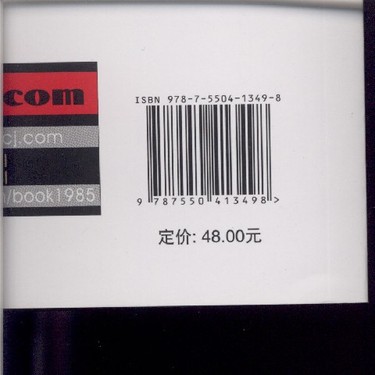 ISBN 978-7-5504-1349-8
.com
cj.com
/book1985
9 787550 413498 >
定价: 48.00元